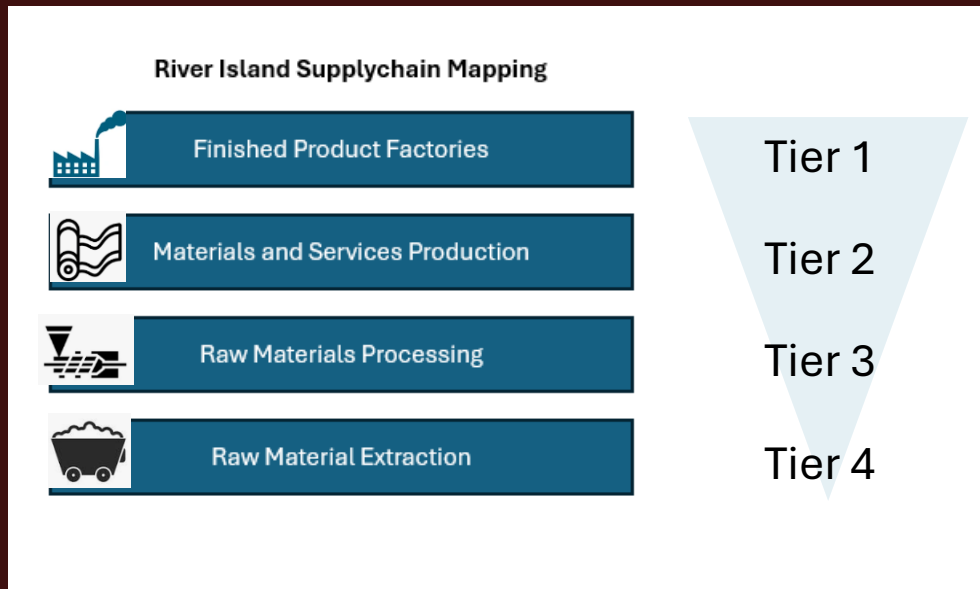 River Island Supplychain Mapping
Finished Product Factories
Tier 1
Materials and Services Production
Tier 2
Raw Materials Processing
Tier 3
Raw Material Extraction
Tier 4